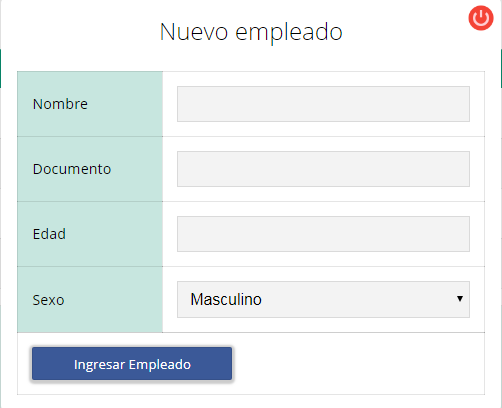 Nuevo empleado
Nombre
Documento
Edad
Sexo
Masculino
Ingresar Empleado